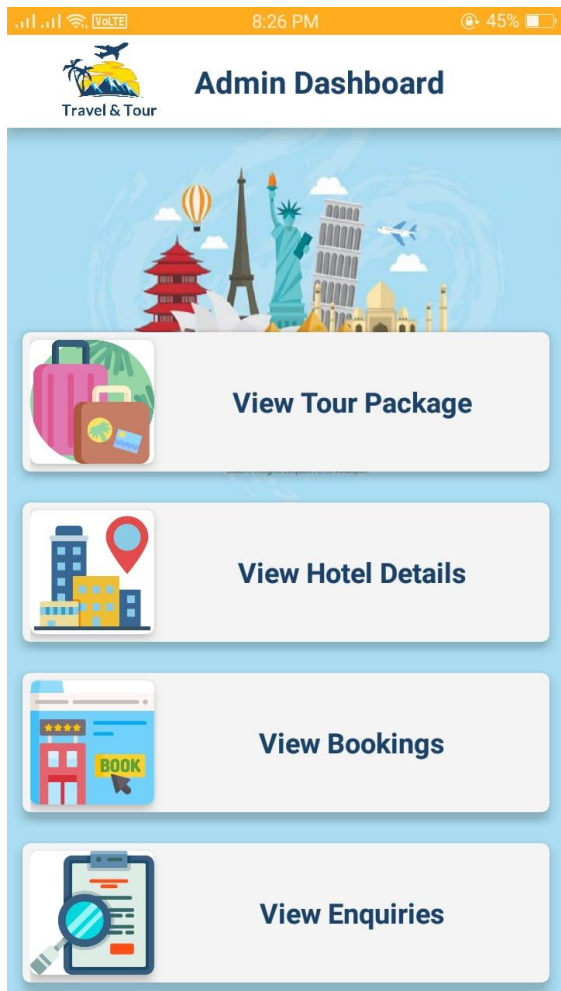 VoLTE 8:26 PM 45%
Travel & Tour
Admin Dashboard
View Tour Package
View Hotel Details
BOOK
View Bookings
View Enquiries